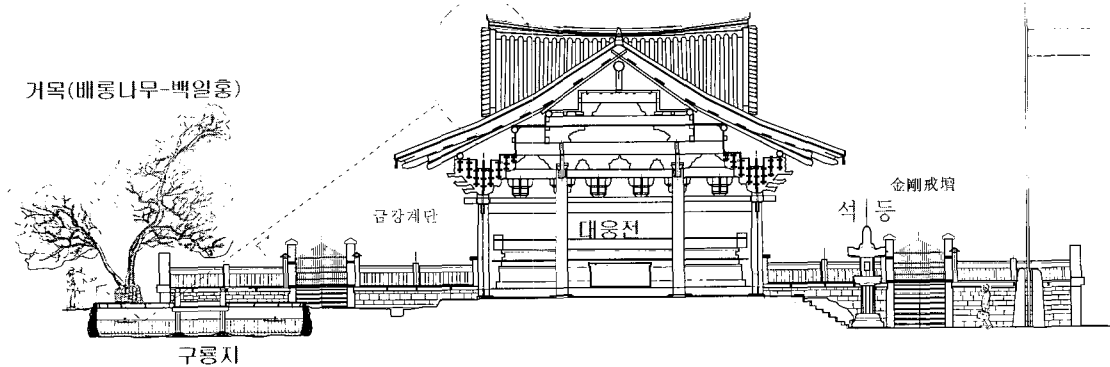 거목(배롱나무-백일홍)
금강계단
대웅전
金剛戒壇
석등
구룡지